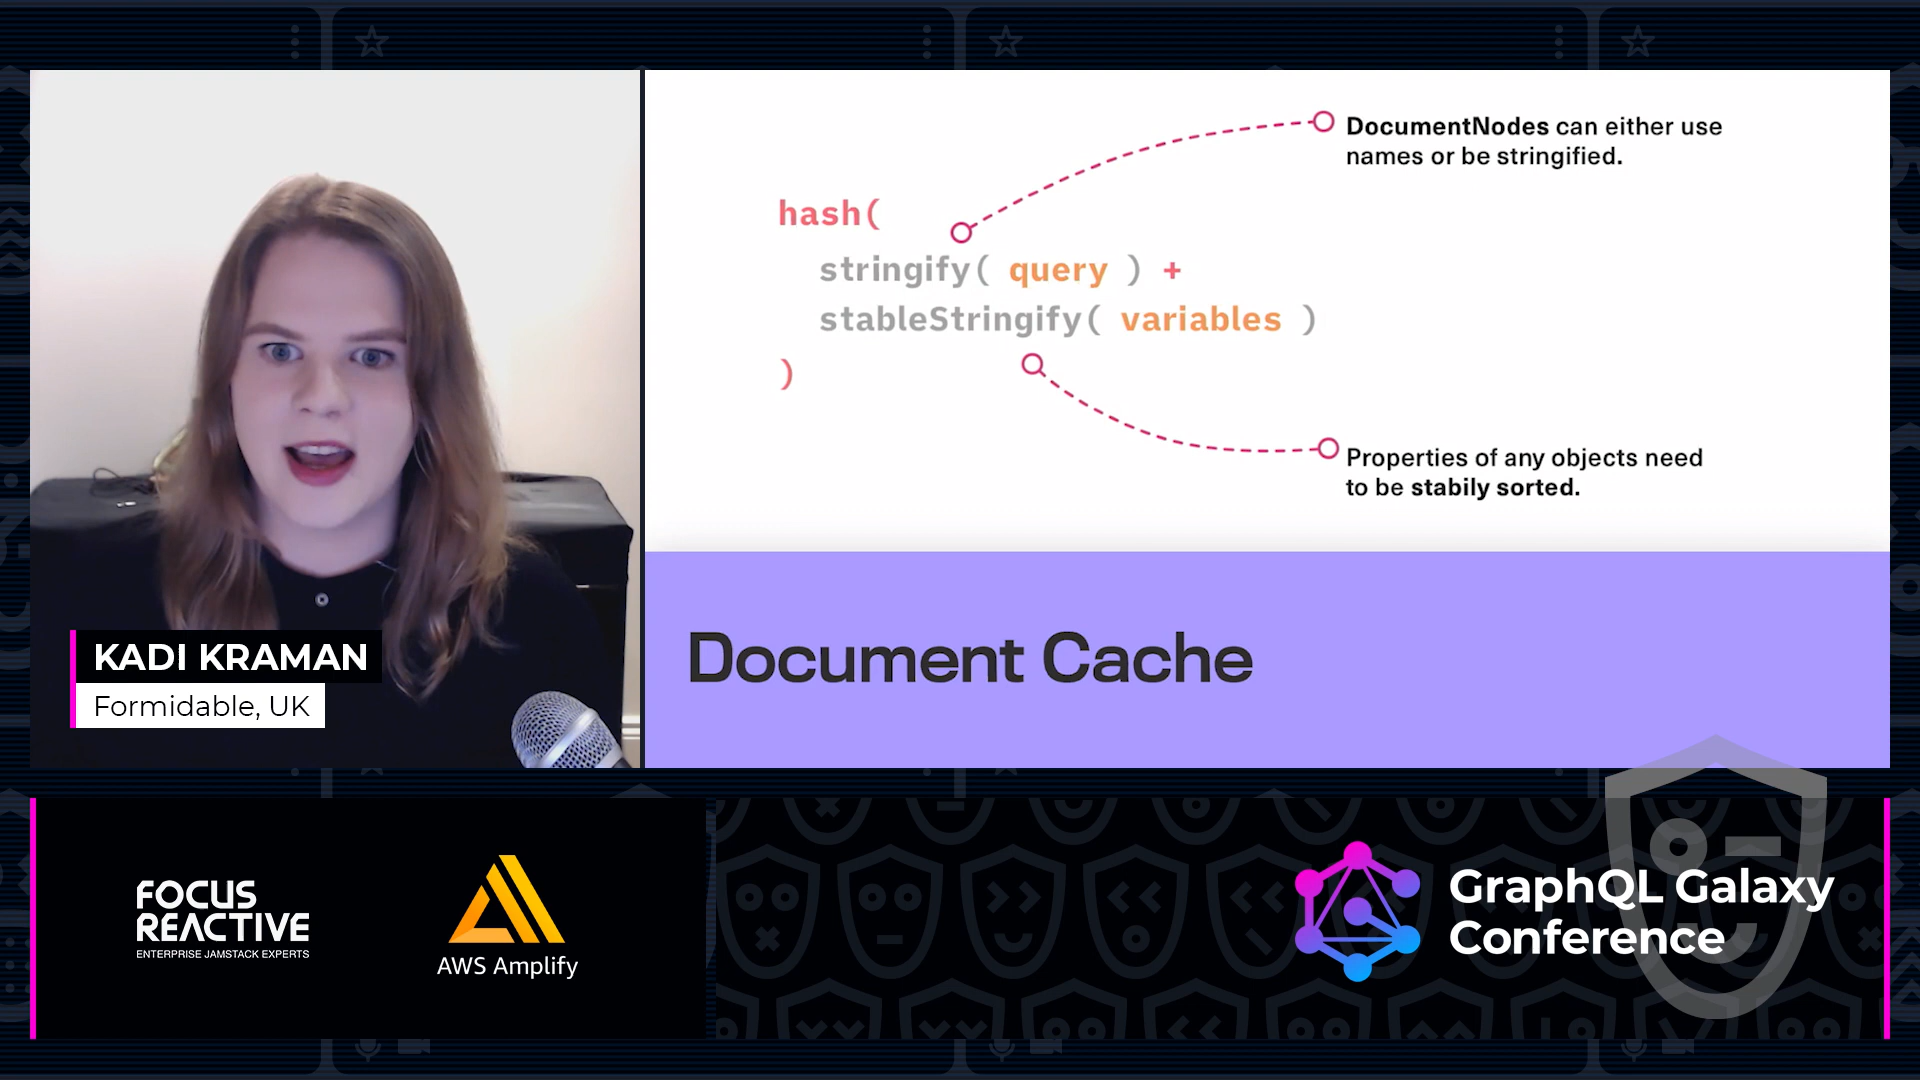 DocumentNodes can either use
names or be stringified.
hash(
stringify( query ) +
stableStringify( variables )
)
Properties of any objects need
to be stabily sorted.
Document Cache
KADI KRAMAN
Formidable, UK
FOCUS
REACTIVE
ENTERPRISE JAMSTACK EXPERTS
AWS Amplify
GraphQL Galaxy
Conference